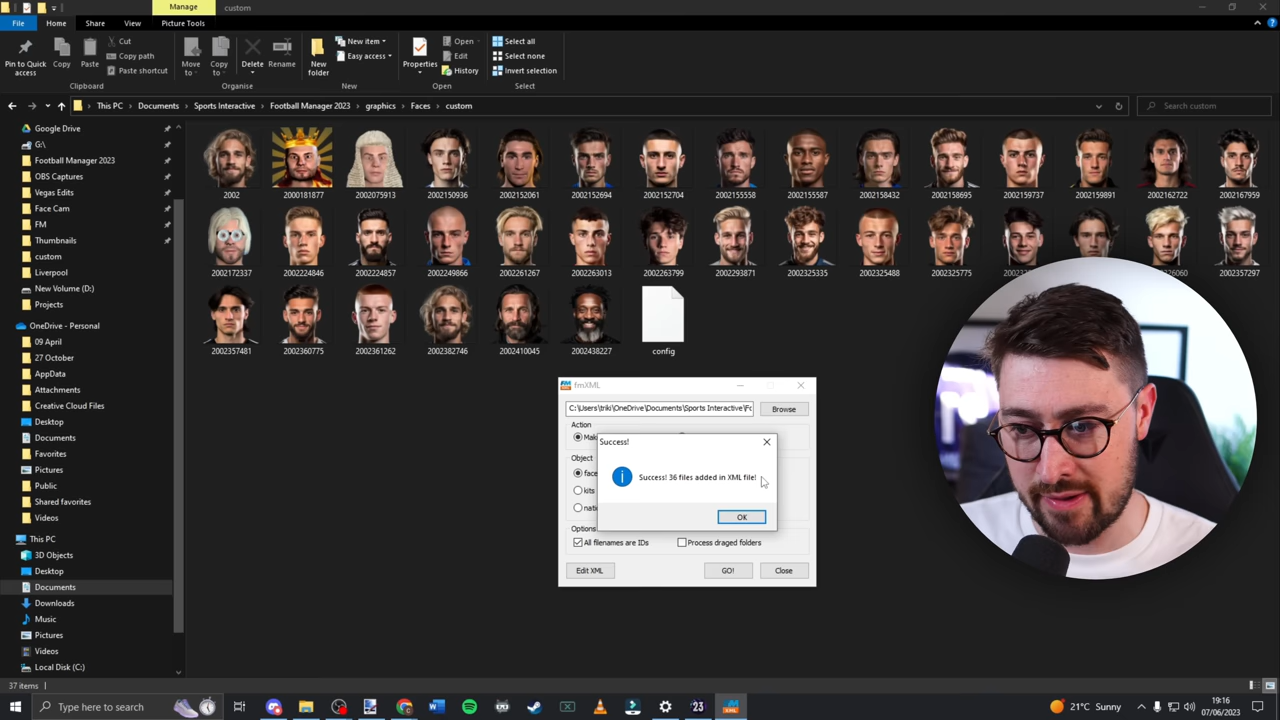 Manage
custom
File
Home
Share
View
Picture Tools
Pin to Quick access
Copy
Paste
Cut
Copy path
Paste shortcut
Move to
Copy to
Delete
Rename
New folder
New item
Easy access
Properties
Open
Edit
History
Select all
Select none
Invert selection
Clipboard
Organise
New
Open
Select
This PC > Documents > Sports Interactive > Football Manager 2023 > graphics > Faces > custom
Search custom
Google Drive
G:\
Football Manager 2023
OBS Captures
Vegas Edits
Face Cam
FM
Thumbnails
custom
Liverpool
New Volume (D:)
Projects
OneDrive - Personal
09 April
27 October
AppData
Attachments
Creative Cloud Files
Desktop
Documents
Favorites
Pictures
Public
Shared favorites
Videos
This PC
3D Objects
Desktop
Documents
Downloads
Music
Pictures
Videos
Local Disk (C:)
2002 2000181877 2002075913 2002150936 2002152061 2002152694 2002152704 2002155558 2002155587 2002158432 2002158695 2002159737 2002159891 2002162722 2002167959
2002172337 2002224846 2002224857 2002249866 2002261267 2002263013 2002263799 2002293871 2002325335 2002325488 2002325775 2002357297
2002357481 2002360775 2002361262 2002382746 2002410045 2002438227 config
fmXML
C:\Users\triki\OneDrive\Documents\Sports Interactive\Fo
Browse
Action
Object
kits
Success!
Success! 36 files added in XML file!
OK
Options
All filenames are IDs
Process draged folders
Edit XML
GO!
Close
37 items
Type here to search
21°C Sunny
19:16
07/06/2023